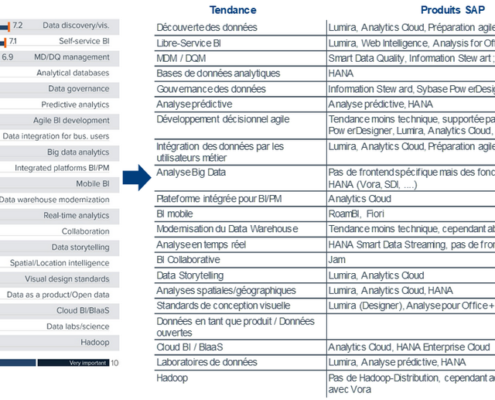 7.2 Data discovery/vis.
7.1 Self-service BI
6.9 MD/DQ management
Analytical databases
Data governance
Predictive analytics
Agile BI development
Data integration for bus. users
Big data analytics
Integrated platforms BI/PM
Mobile BI
Data warehouse modernization
Real-time analytics
Collaboration
Data storytelling
Spatial/Location intelligence
Visual design standards
Data as a product/Open data
Cloud BI/BIaaS
Data labs/science
Hadoop
Very important 10
Tendance Produits SAP
Découverte des données Lumira, Analytics Cloud, Préparation agile
Libre-Service BI Lumira, Web Intelligence, Analysis for
MDM / DQM Smart Data Quality, Information Stew art ;
Bases de données analytiques HANA
Gouvernance des données Information Stew ard, Sybase Pow erDesig
Analyse prédictive Analyse prédictive, HANA
Développement décisionnel agile Tendance moins technique, supportée pa
Pow erDesigner, Lumira, Analytics Cloud,
Intégration des données par les Lumira, Analytics Cloud, Préparation agile
utilisateurs métier
Analyse Big Data Pas de frontend spécifique mais des fond
HANA (Vora, SDI, ....)
Plateforme intégrée pour BI/PM Analytics Cloud
BI mobile RoamBI, Fiori
Modernisation du Data Warehouse Tendance moins technique, cependant ab
Analyse en temps réel HANA Smart Data Streaming, pas de fron
BI Collaborative Jam
Data Storytelling Lumira, Analytics Cloud
Analyses spatiales/géographiques Lumira, Analytics Cloud, HANA
Standards de conception visuelle Lumira (Designer), Analyse pour Office +
Données en tant que produit / Données
ouvertes
Cloud BI / BIaaS Analytics Cloud, HANA Enterprise Cloud
Laboratoires de données Lumira, Analyse prédictive, HANA
Hadoop Pas de Hadoop-Distribution, cependant
avec Vora